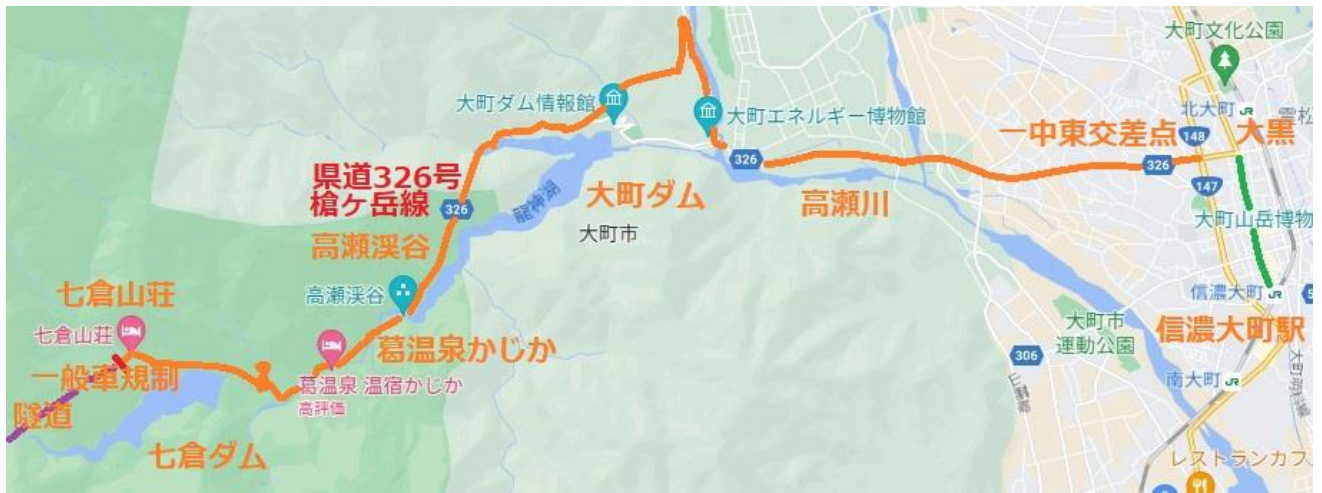 大町文化公園
北大町
大町ダム情報館
大町エネルギー博物館
一中東交差点
148
大黒
326
326
147
県道326号
槍ヶ岳線
326
大町ダム
高瀬川
大町山岳博物
大町市
高瀬渓谷
高瀬渓谷
七倉山荘
七倉山荘
信濃大町
信濃大町駅
大町市
運動公園
葛温泉かじか
306
一般車規制
葛温泉 温宿かじか
高評価
南大町
隧道
七倉ダム
レストランカフ